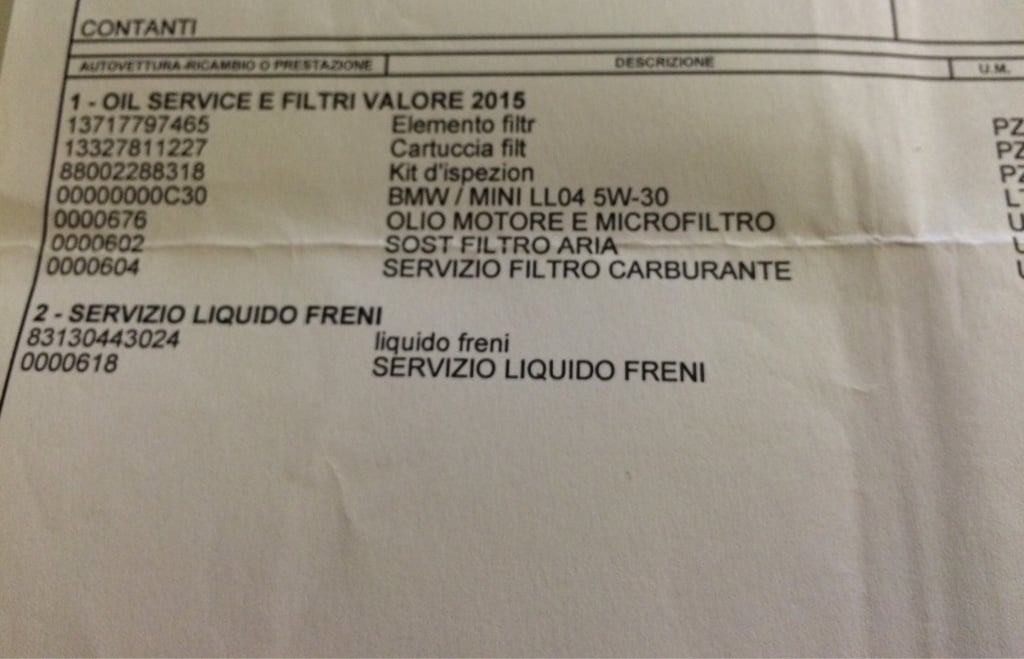 CONTANTI
AUTOVETTURA-RICAMBIO O PRESTAZIONE DESCRIZIONE U.M.
1 - OIL SERVICE E FILTRI VALORE 2015
13717797465 Elemento filtr PZ
13327811227 Cartuccia filt PZ
88002288318 Kit d'ispezion PZ
00000000C30 BMW / MINI LL04 5W-30
0000676 OLIO MOTORE E MICROFILTRO
0000602 SOST FILTRO ARIA
0000604 SERVIZIO FILTRO CARBURANTE
2 - SERVIZIO LIQUIDO FRENI
83130443024 liquido freni
0000618 SERVIZIO LIQUIDO FRENI